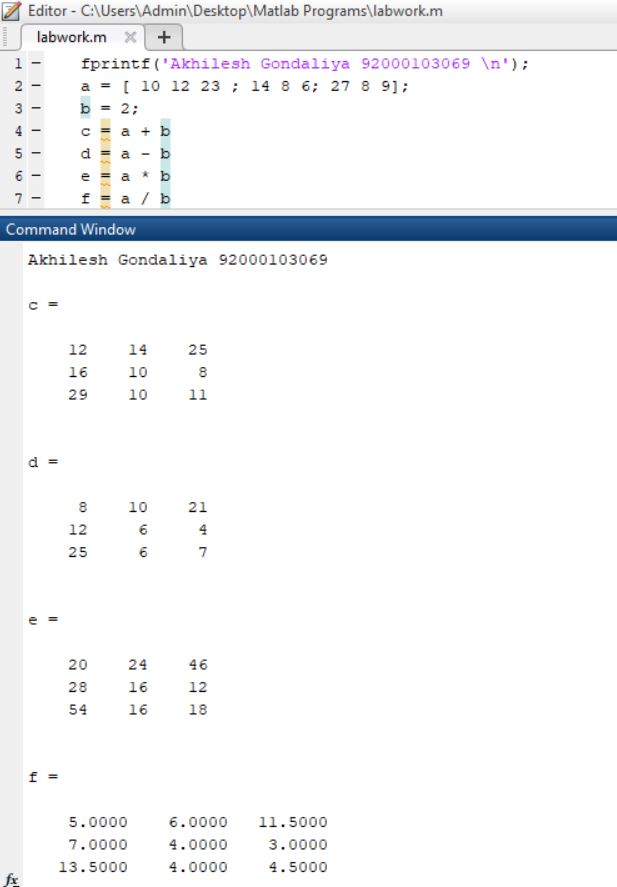 Editor - C:\Users\Admin\Desktop\Matlab Programs\labwork.m
labwork.m × +
1 - fprintf('Akhilesh Gondaliya 92000103069 \n');
2 - a = [ 10 12 23 ; 14 8 6; 27 8 9];
3 - b = 2;
4 - c = a + b
5 - d = a - b
6 - e = a * b
7 - f = a / b
Command Window
Akhilesh Gondaliya 92000103069
c =
12 14 25
16 10 8
29 10 11
d =
8 10 21
12 6 4
25 6 7
e =
20 24 46
28 16 12
54 16 18
f =
5.0000 6.0000 11.5000
7.0000 4.0000 3.0000
13.5000 4.0000 4.5000
fx